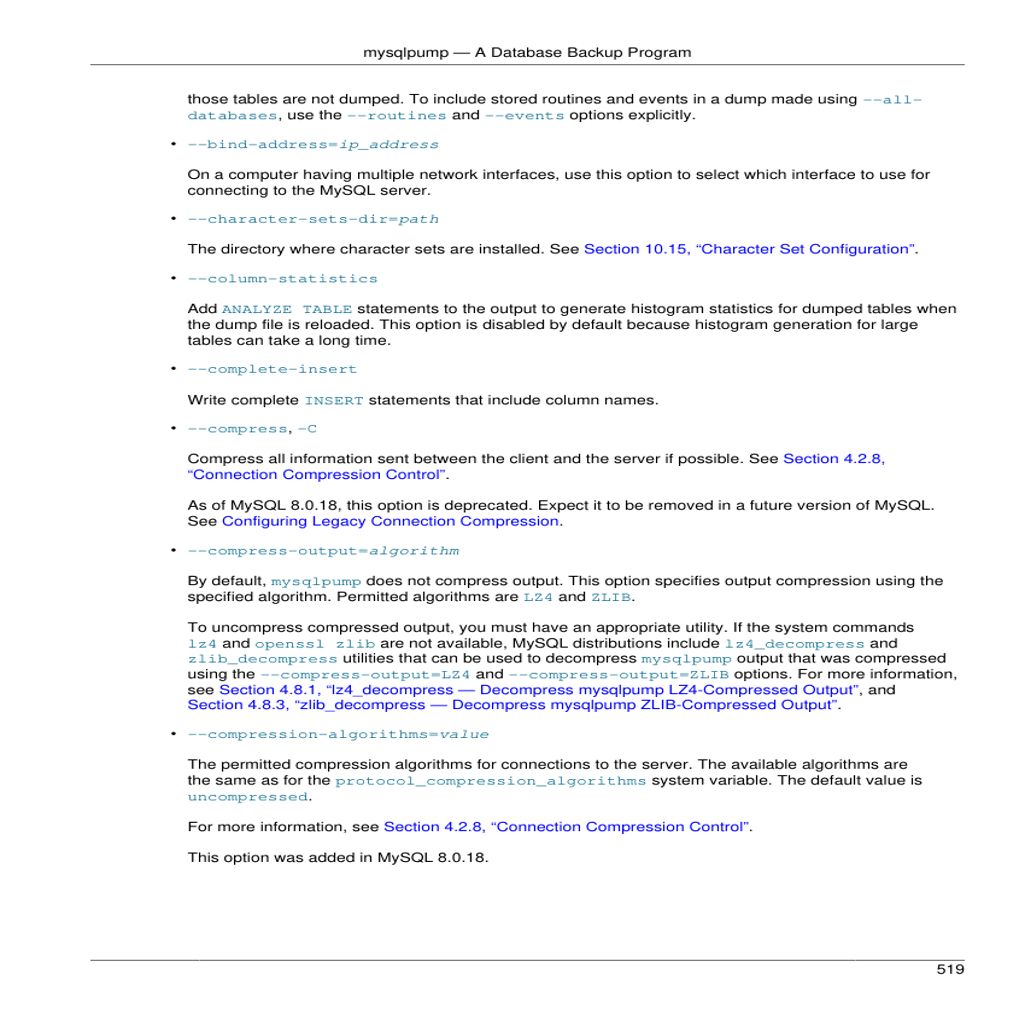 mysqlpump — A Database Backup Program
those tables are not dumped. To include stored routines and events in a dump made using --all-
databases, use the --routines and --events options explicitly.
• --bind-address=ip_address
On a computer having multiple network interfaces, use this option to select which interface to use for
connecting to the MySQL server.
• --character-sets-dir=path
The directory where character sets are installed. See Section 10.15, “Character Set Configuration”.
• --column-statistics
Add ANALYZE TABLE statements to the output to generate histogram statistics for dumped tables when
the dump file is reloaded. This option is disabled by default because histogram generation for large
tables can take a long time.
• --complete-insert
Write complete INSERT statements that include column names.
• --compress, -C
Compress all information sent between the client and the server if possible. See Section 4.2.8,
“Connection Compression Control”.
As of MySQL 8.0.18, this option is deprecated. Expect it to be removed in a future version of MySQL.
See Configuring Legacy Connection Compression.
• --compress-output=algorithm
By default, mysqlpump does not compress output. This option specifies output compression using the
specified algorithm. Permitted algorithms are LZ4 and ZLIB.
To uncompress compressed output, you must have an appropriate utility. If the system commands
lz4 and openssl zlib are not available, MySQL distributions include lz4_decompress and
zlib_decompress utilities that can be used to decompress mysqlpump output that was compressed
using the --compress-output=LZ4 and --compress-output=ZLIB options. For more information,
see Section 4.8.1, “lz4_decompress — Decompress mysqlpump LZ4-Compressed Output”, and
Section 4.8.3, “zlib_decompress — Decompress mysqlpump ZLIB-Compressed Output”.
• --compression-algorithms=value
The permitted compression algorithms for connections to the server. The available algorithms are
the same as for the protocol_compression_algorithms system variable. The default value is
uncompressed.
For more information, see Section 4.2.8, “Connection Compression Control”.
This option was added in MySQL 8.0.18.
519